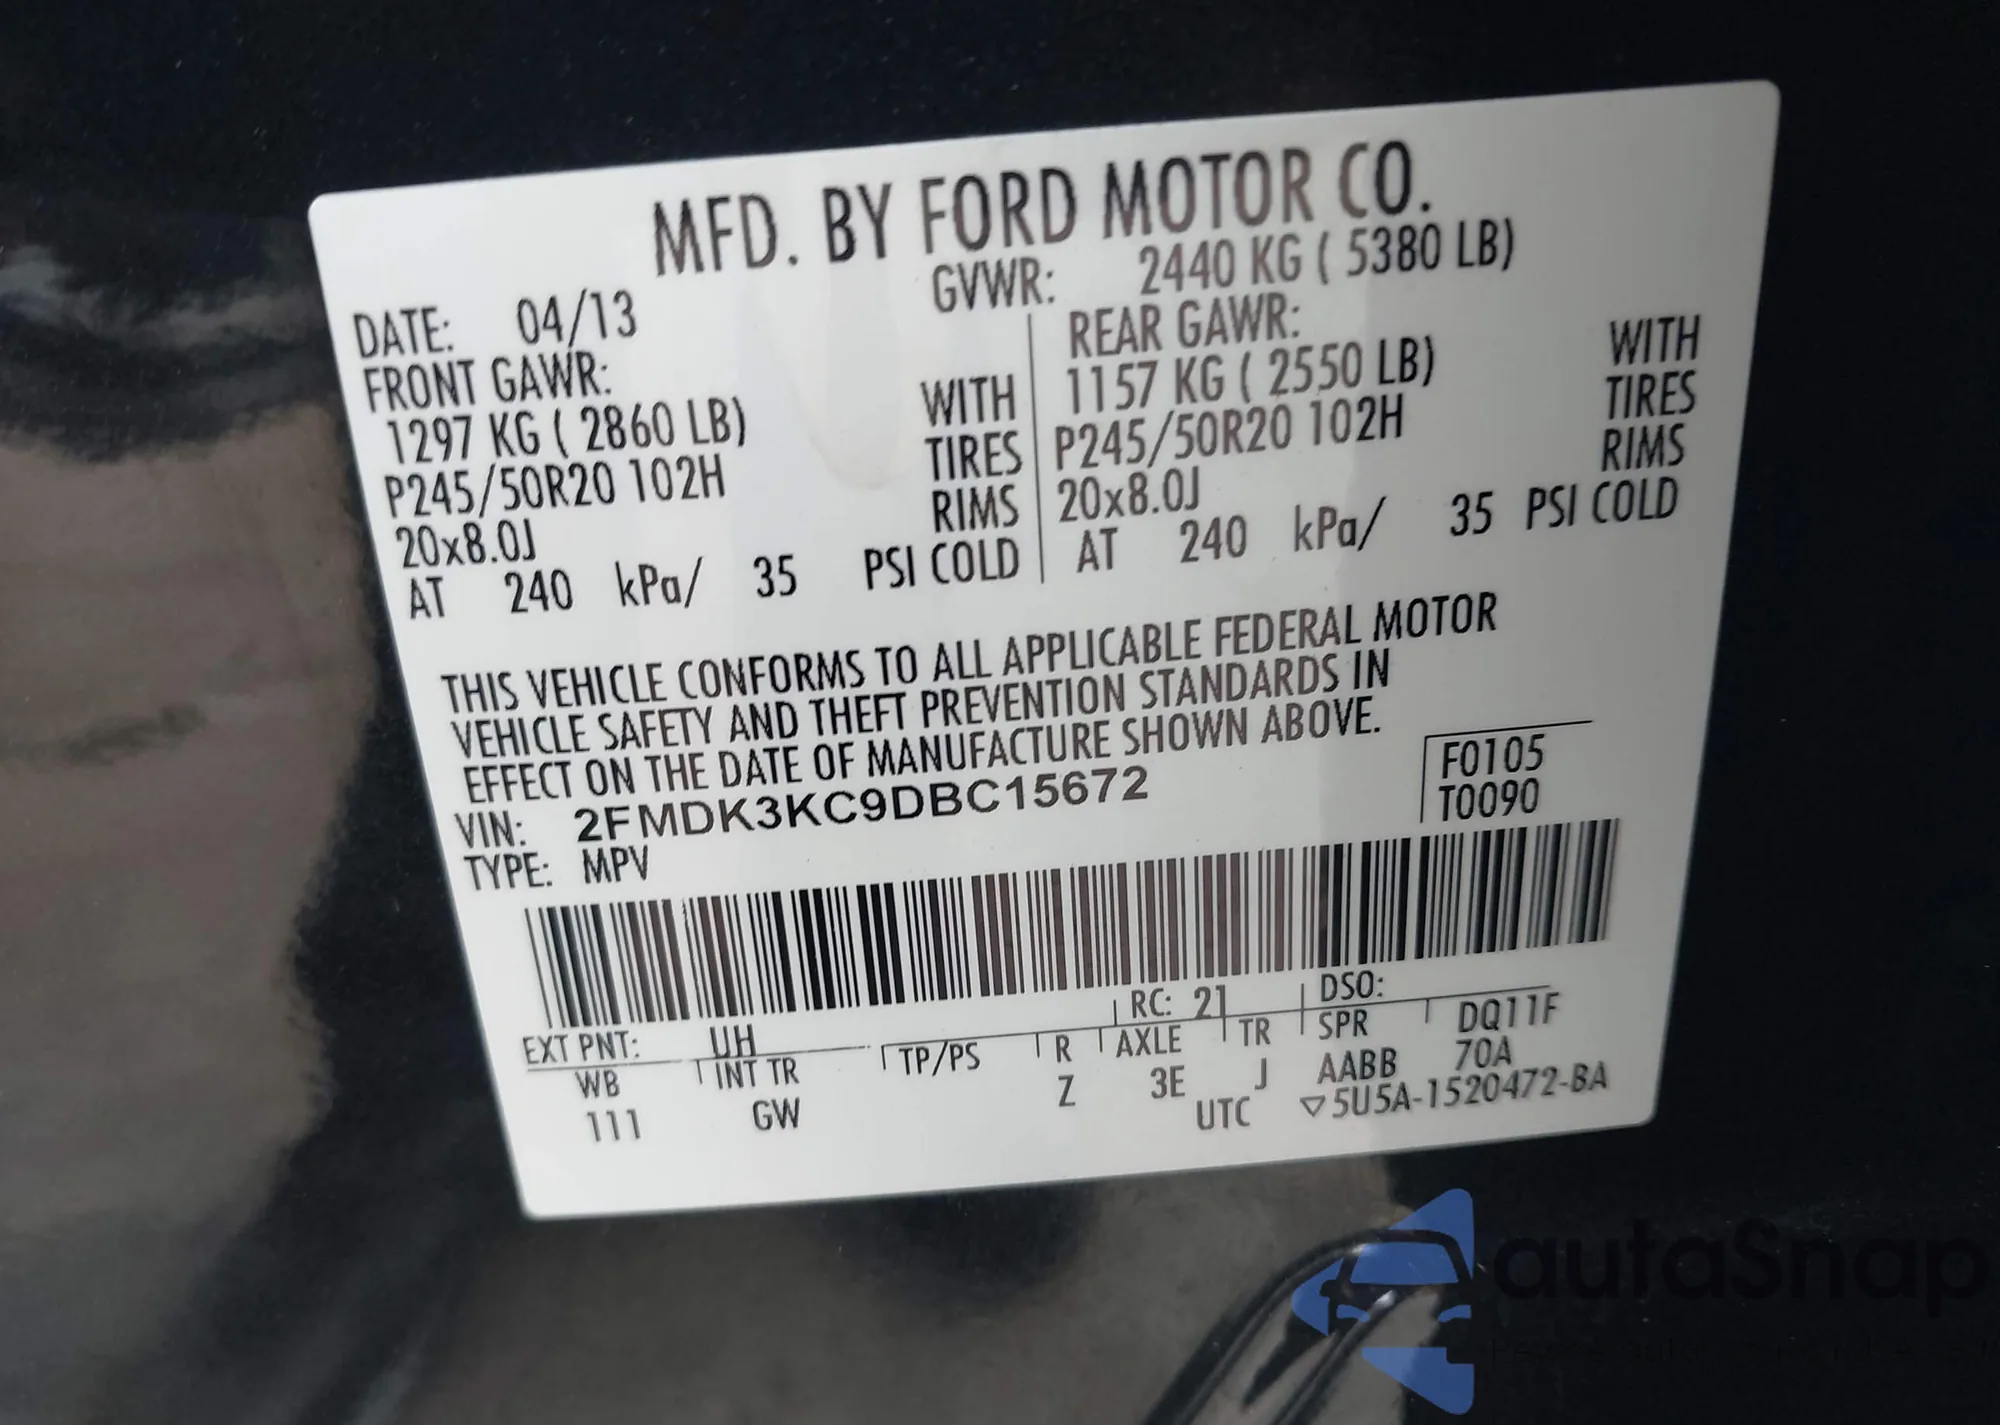 MFD. BY FORD MOTOR CO.
DATE: 04/13 GVWR: 2440 KG ( 5380 LB)
FRONT GAWR: REAR GAWR:
1297 KG ( 2860 LB) WITH 1157 KG ( 2550 LB) WITH
P245/50R20 102H TIRES P245/50R20 102H TIRES
20x8.0J RIMS 20x8.0J RIMS
AT 240 kPa/ 35 PSI COLD AT 240 kPa/ 35 PSI COLD
THIS VEHICLE CONFORMS TO ALL APPLICABLE FEDERAL MOTOR
VEHICLE SAFETY AND THEFT PREVENTION STANDARDS IN
EFFECT ON THE DATE OF MANUFACTURE SHOWN ABOVE.
VIN: 2FMDK3KC9DBC15672 F0105
TYPE: MPV T0090
EXT PNT: UH RC: 21 DSO:
WB INT TR TP/PS R AXLE TR SPR DQ11F
111 GW Z 3E J AABB 70A
UTC ▽5U5A-1520472-BA
autaSnap